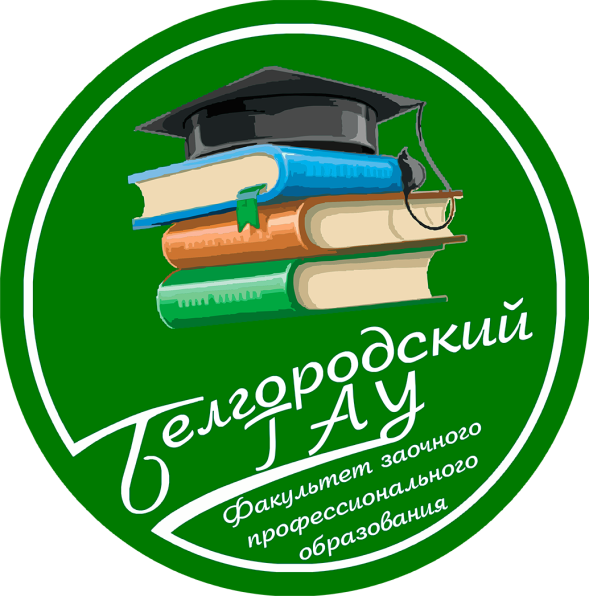 Белгородский
ГАУ
Факультет заочного
профессионального
образования